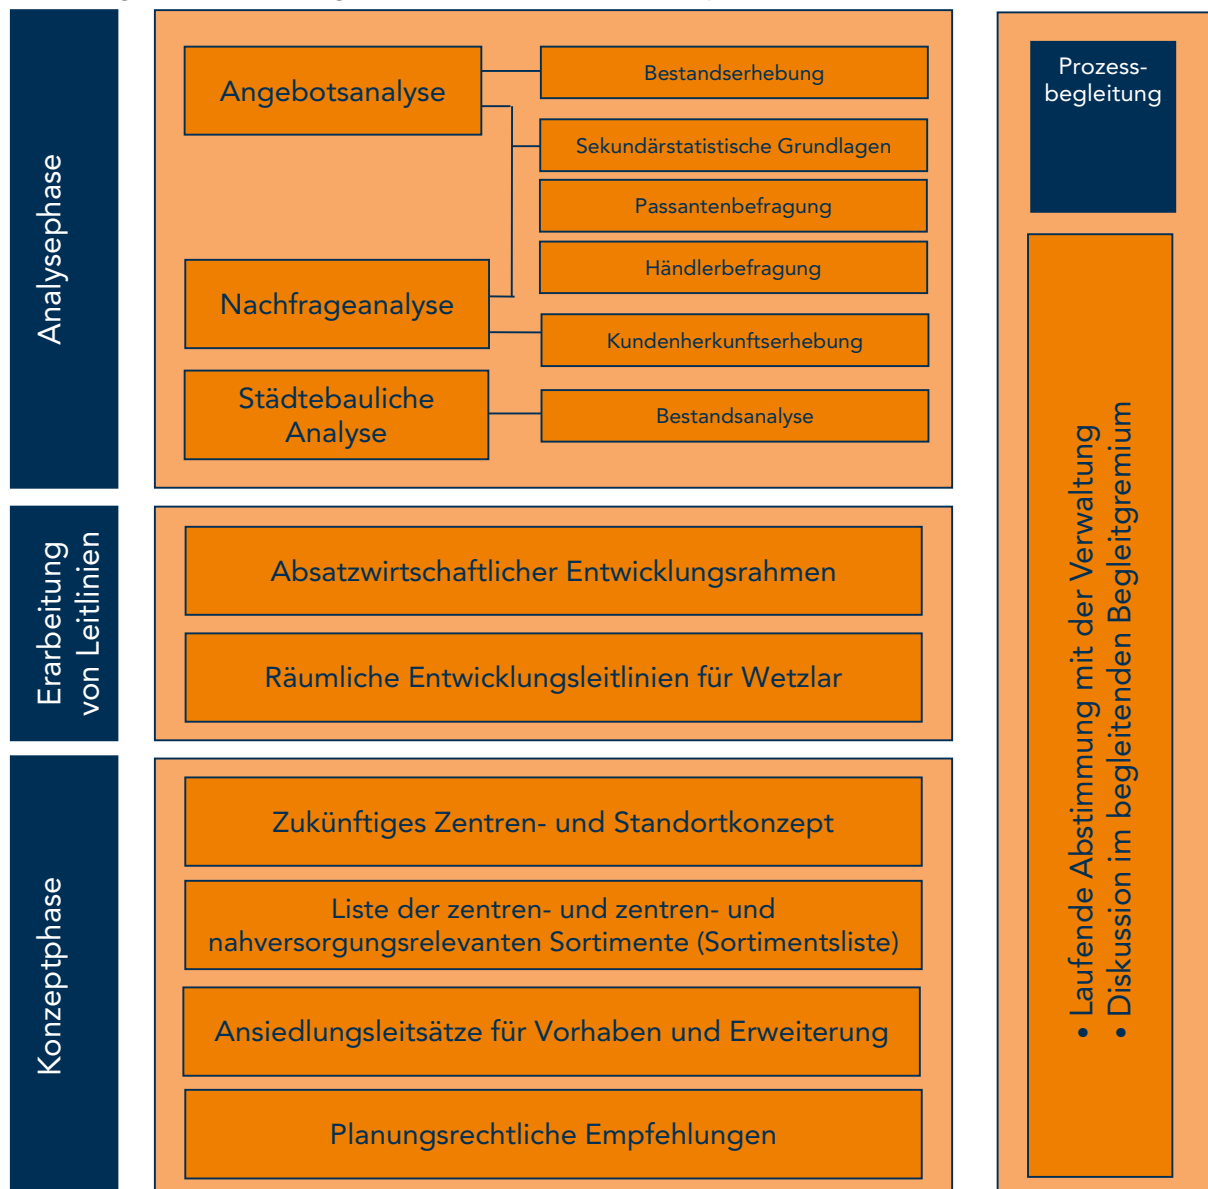 Analysephase
Angebotsanalyse
Bestandserhebung
Sekundärstatistische Grundlagen
Passantenbefragung
Händlerbefragung
Nachfrageanalyse
Kundenherkunftserhebung
Städtebauliche
Analyse
Bestandsanalyse
Erarbeitung
von Leitlinien
Absatzwirtschaftlicher Entwicklungsrahmen
Räumliche Entwicklungsleitlinien für Wetzlar
Konzeptphase
Zukünftiges Zentren- und Standortkonzept
Liste der zentren- und zentren- und
nahversorgungsrelevanten Sortimente (Sortimentsliste)
Ansiedlungsleitsätze für Vorhaben und Erweiterung
Planungsrechtliche Empfehlungen
Prozess-
begleitung
• Laufende Abstimmung mit der Verwaltung
• Diskussion im begleitenden Begleitgremium